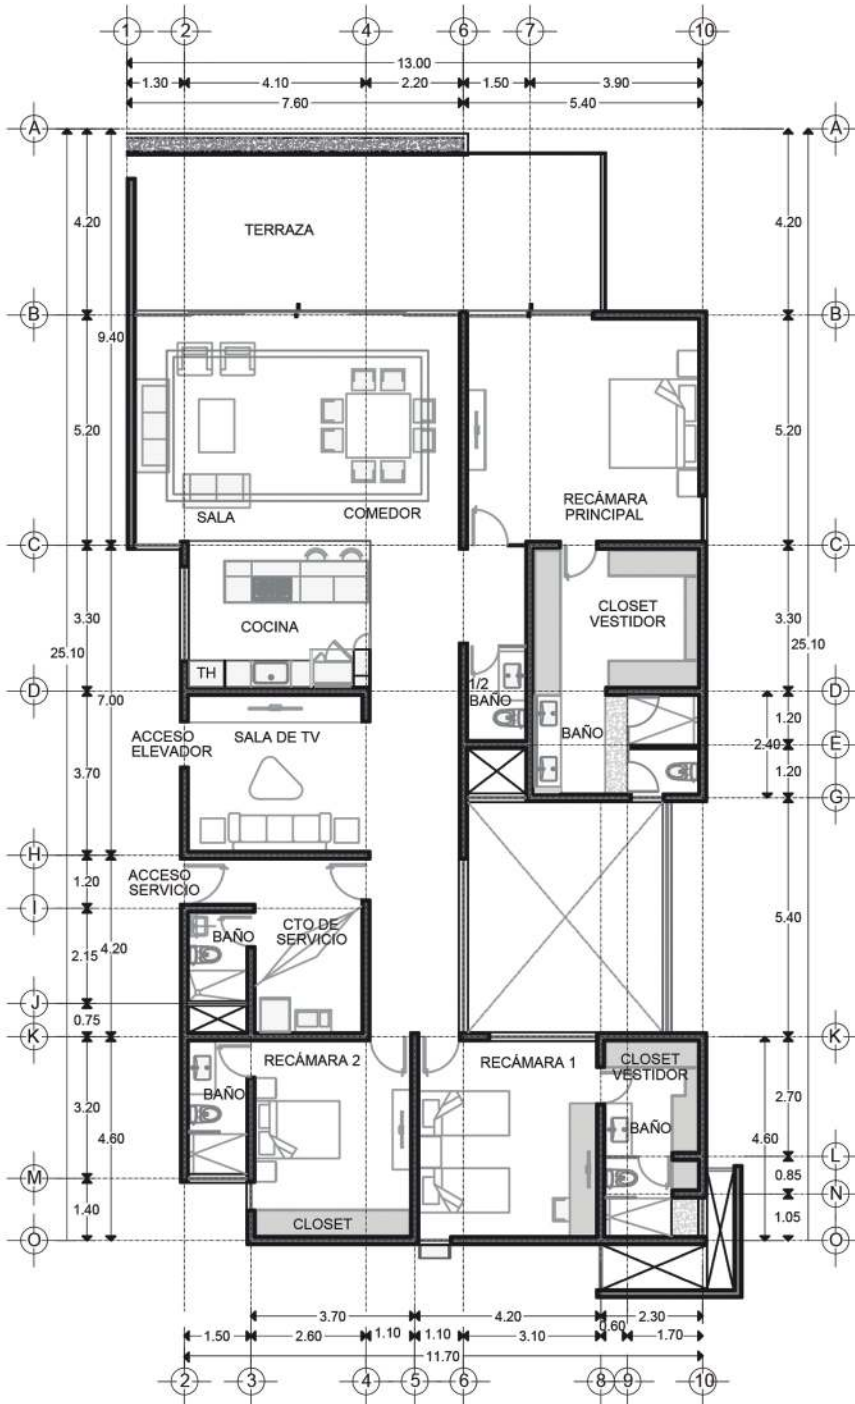 1 2 4 6 7 10
13.00
1.30 4.10 2.20 1.50 3.90
7.60 5.40
A A
4.20 4.20
TERRAZA
B B
9.40
5.20 5.20
RECÁMARA
PRINCIPAL
SALA COMEDOR
C C
3.30 3.30
CLOSET
VESTIDOR
COCINA
25.10 25.10
TH
D D
7.00
1/2
BAÑO
1.20
ACCESO
ELEVADOR
SALA DE TV
BAÑO
E
2.40
3.70
1.20
G
H
1.20
ACCESO
SERVICIO
I
5.40
BAÑO
CTO DE
SERVICIO
2.15 4.20
J
0.75
K K
RECÁMARA 2
RECÁMARA 1
CLOSET
VESTIDOR
BAÑO
2.70
3.20
BAÑO
4.60 4.60
L
0.85
M
N
1.40
1.05
CLOSET
O O
3.70 4.20 2.30
0.60
1.50 2.60 1.10 1.10 3.10 1.70
11.70
2 3 4 5 6 8 9 10